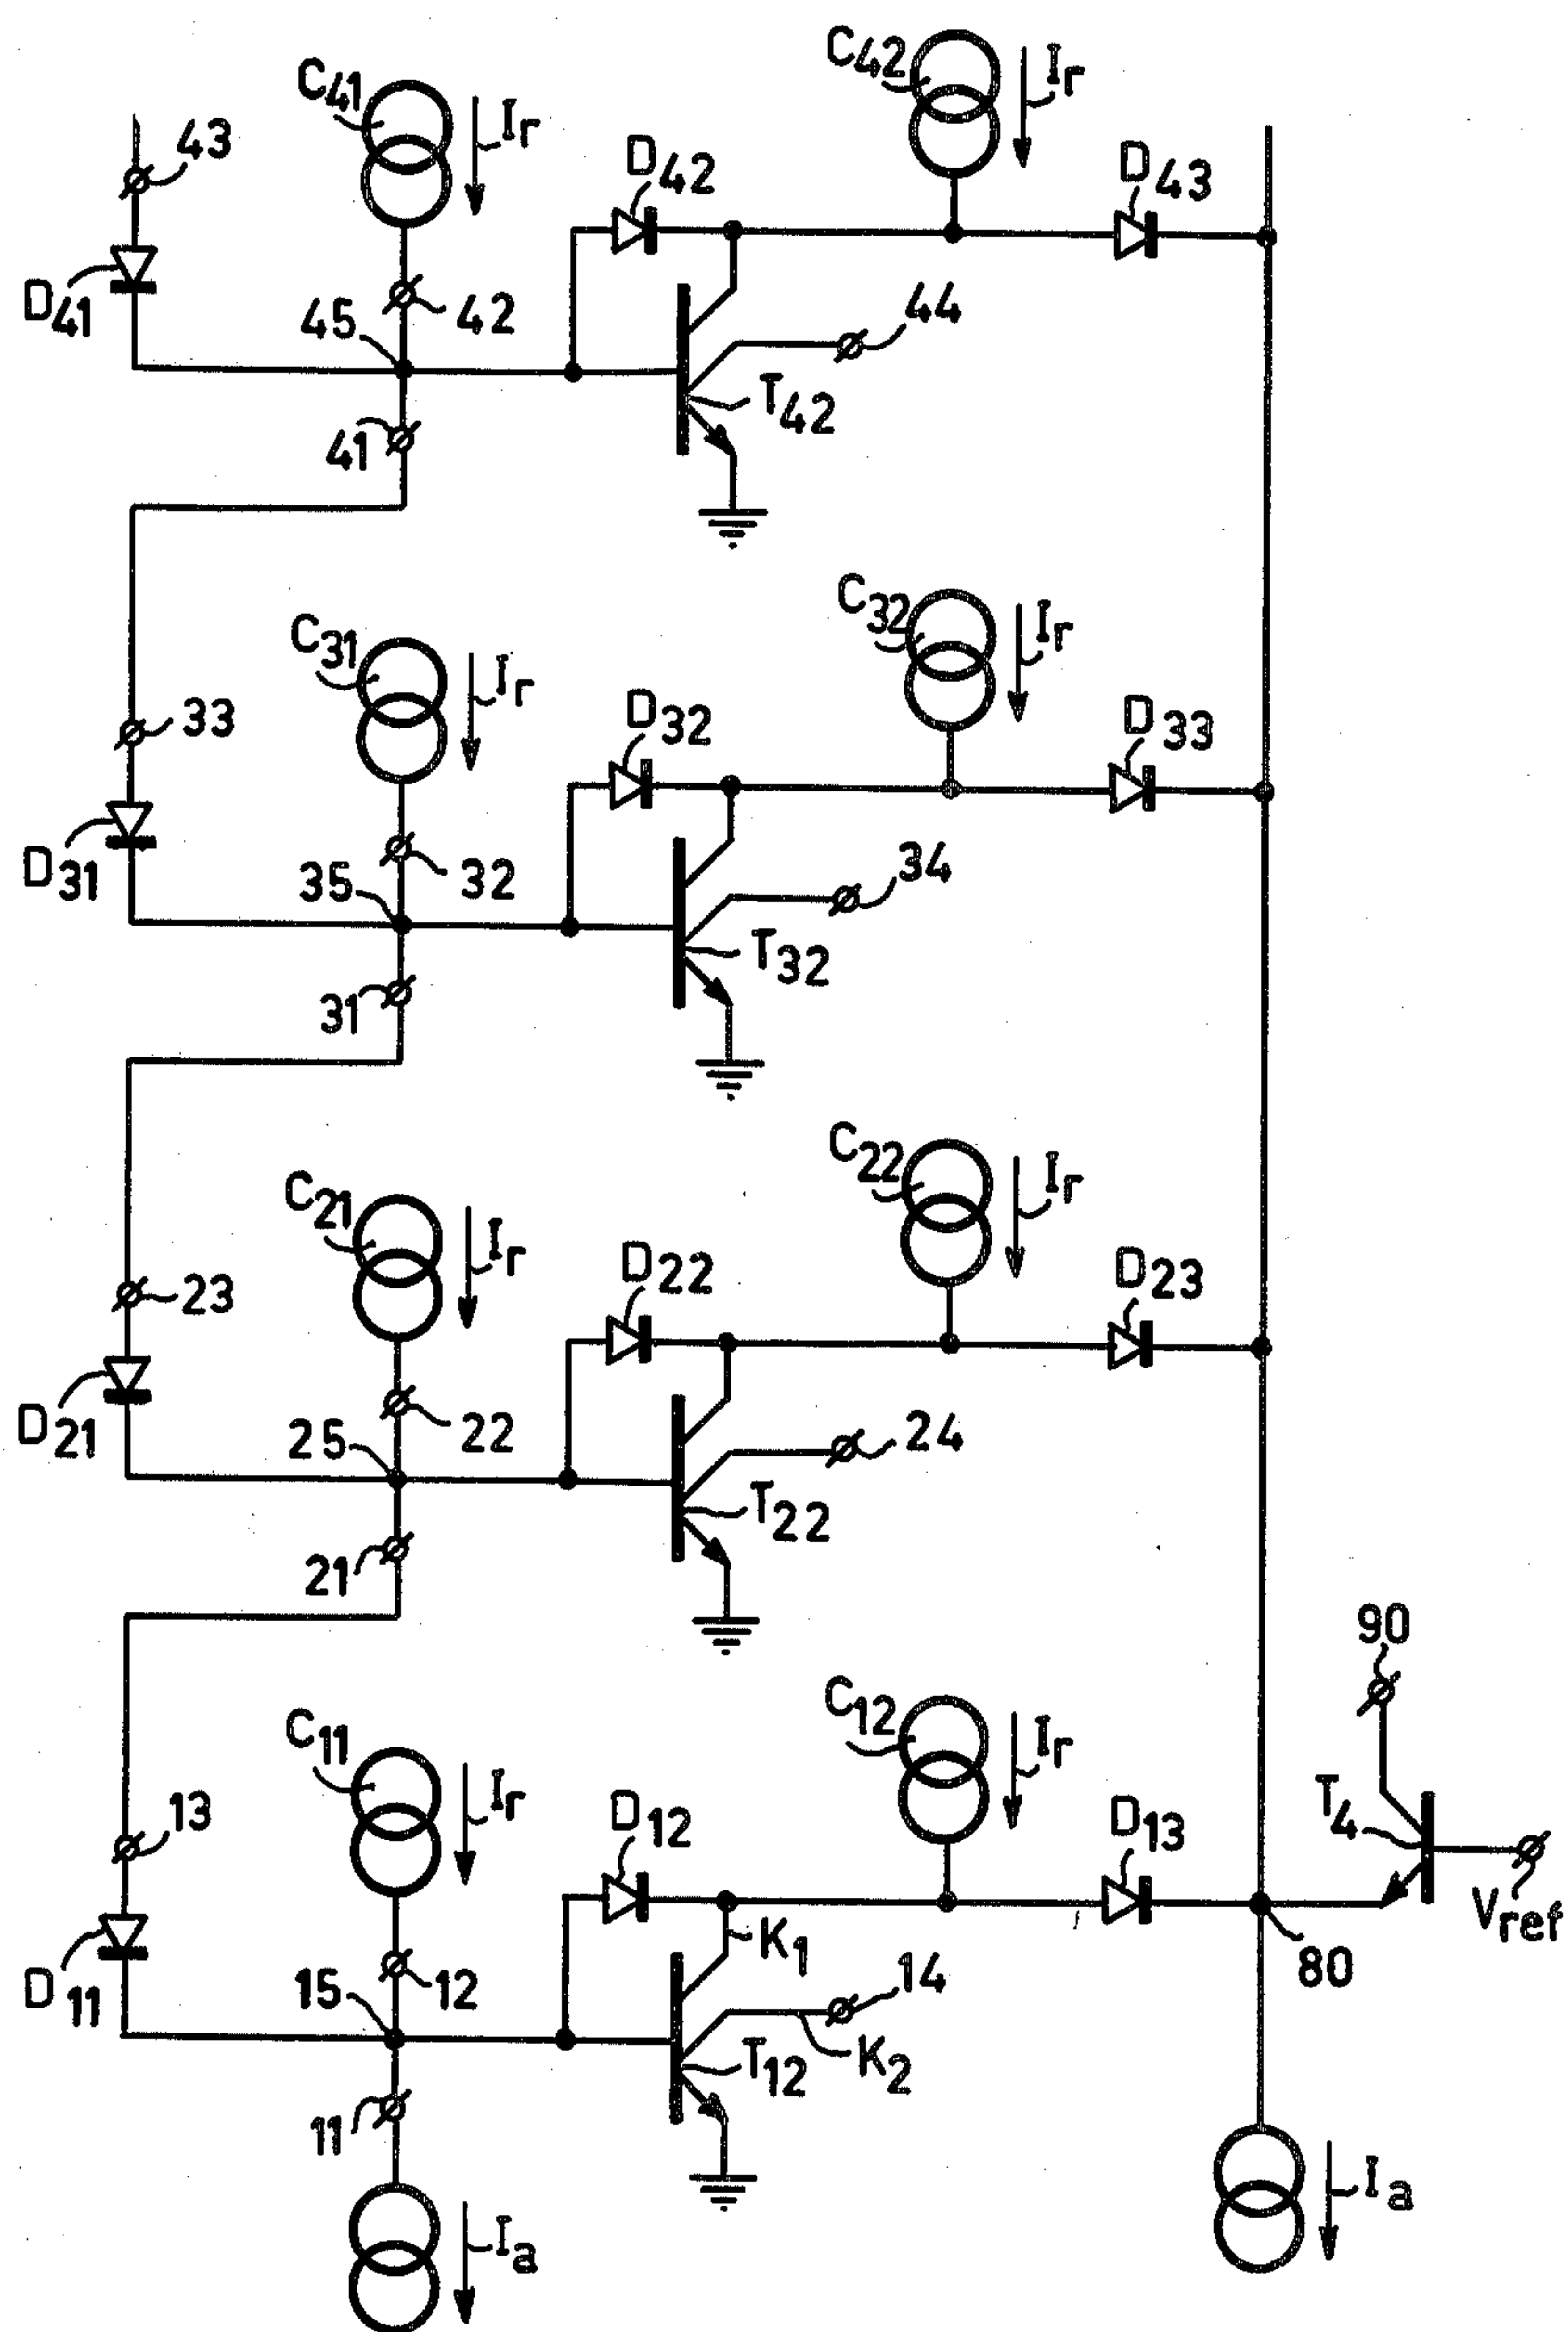 C42 Ir
C41 Ir
43
D42
D43
D41
45
42
44
T42
41
C32 Ir
C31 Ir
33
D32
D33
D31
35
32
34
T32
31
C22 Ir
C21 Ir
23
D22
D23
D21
25
22
24
T22
21
90
C12 Ir
C11 Ir
13
D12
D13
T4
Vref
K1
80
D11
15
12
14
T12
K2
11
Ia
Ia